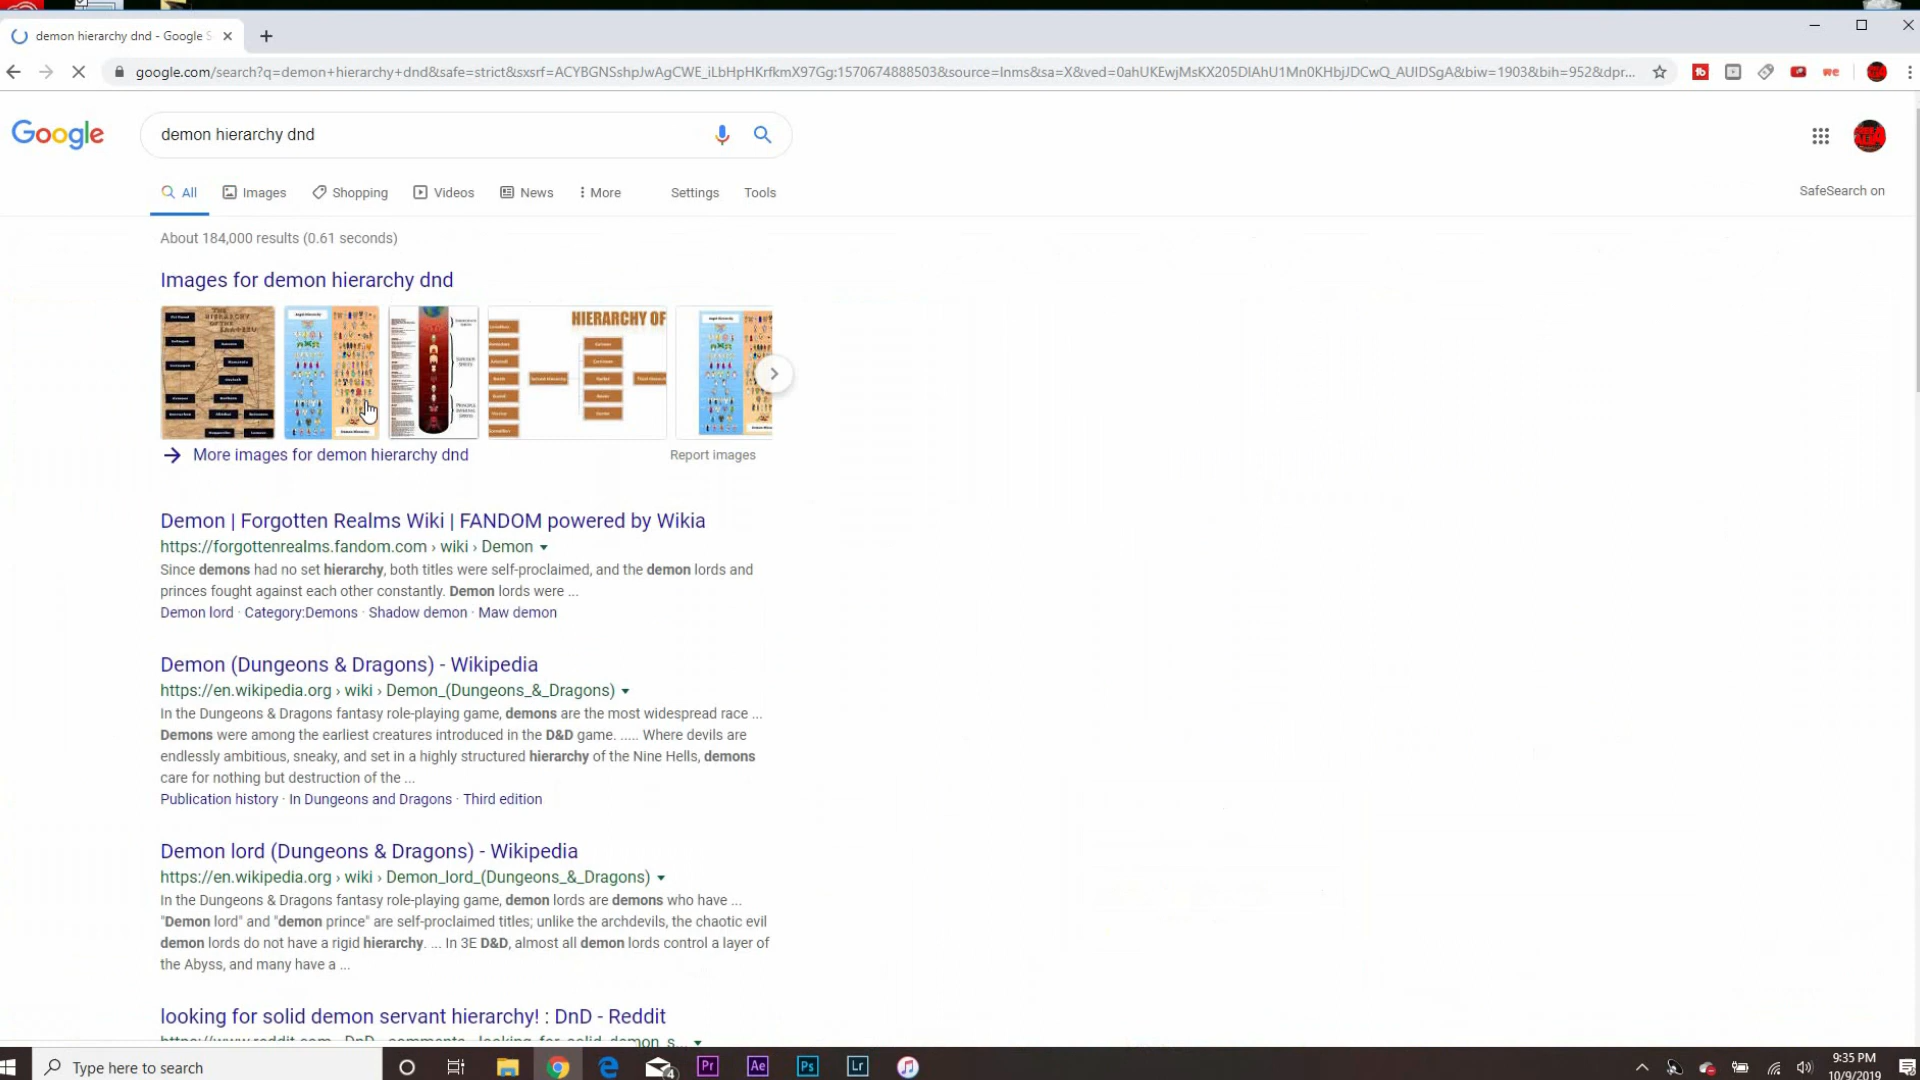 demon hierarchy dnd - Google S
google.com/search?q=demon+hierarchy+dnd&safe=strict&sxsrf=ACYBGNSshpJwAgCWE_iLbHpHKrfkmX97Gg:1570674888503&source=lnms&sa=X&ved=0ahUKEwjMsKX205DlAhU1Mn0KHbjJDCwQ_AUIDSgA&biw=1903&bih=952&dpr...
Google
demon hierarchy dnd
All Images Shopping Videos News More Settings Tools
SafeSearch on
About 184,000 results (0.61 seconds)
Images for demon hierarchy dnd
HIERARCHY OF
More images for demon hierarchy dnd
Report images
Demon | Forgotten Realms Wiki | FANDOM powered by Wikia
https://forgottenrealms.fandom.com › wiki › Demon
Since demons had no set hierarchy, both titles were self-proclaimed, and the demon lords and
princes fought against each other constantly. Demon lords were ...
Demon lord · Category:Demons · Shadow demon · Maw demon
Demon (Dungeons & Dragons) - Wikipedia
https://en.wikipedia.org › wiki › Demon_(Dungeons_&_Dragons)
In the Dungeons & Dragons fantasy role-playing game, demons are the most widespread race ...
Demons were among the earliest creatures introduced in the D&D game. ..... Where devils are
endlessly ambitious, sneaky, and set in a highly structured hierarchy of the Nine Hells, demons
care for nothing but destruction of the ...
Publication history · In Dungeons and Dragons · Third edition
Demon lord (Dungeons & Dragons) - Wikipedia
https://en.wikipedia.org › wiki › Demon_lord_(Dungeons_&_Dragons)
In the Dungeons & Dragons fantasy role-playing game, demon lords are demons who have ...
"Demon lord" and "demon prince" are self-proclaimed titles; unlike the archdevils, the chaotic evil
demon lords do not have a rigid hierarchy. ... In 3E D&D, almost all demon lords control a layer of
the Abyss, and many have a ...
looking for solid demon servant hierarchy! : DnD - Reddit
https://www.reddit.com › DnD › comments › looking_for_solid_demon_s...
Type here to search
4
Pr
Ae
Ps
Lr
9:35 PM
10/9/2019